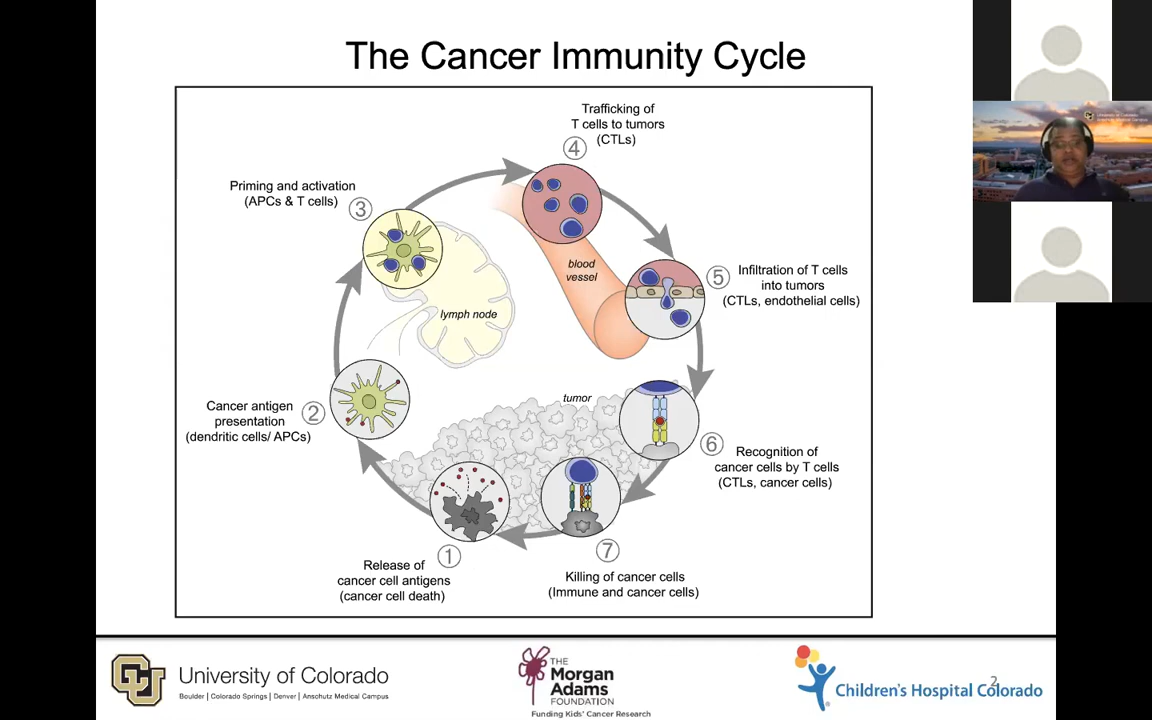 The Cancer Immunity Cycle
Trafficking of
T cells to tumors
(CTLs)
4
Priming and activation
(APCs & T cells)
3
blood
vessel
5
Infiltration of T cells
into tumors
(CTLs, endothelial cells)
lymph node
tumor
Cancer antigen
presentation
(dendritic cells/ APCs)
2
6
Recognition of
cancer cells by T cells
(CTLs, cancer cells)
1
Release of
cancer cell antigens
(cancer cell death)
7
Killing of cancer cells
(Immune and cancer cells)
CU
University of Colorado
Boulder | Colorado Springs | Denver | Anschutz Medical Campus
THE
Morgan
Adams
FOUNDATION
Funding Kids' Cancer Research
Children's Hospital Colorado
2